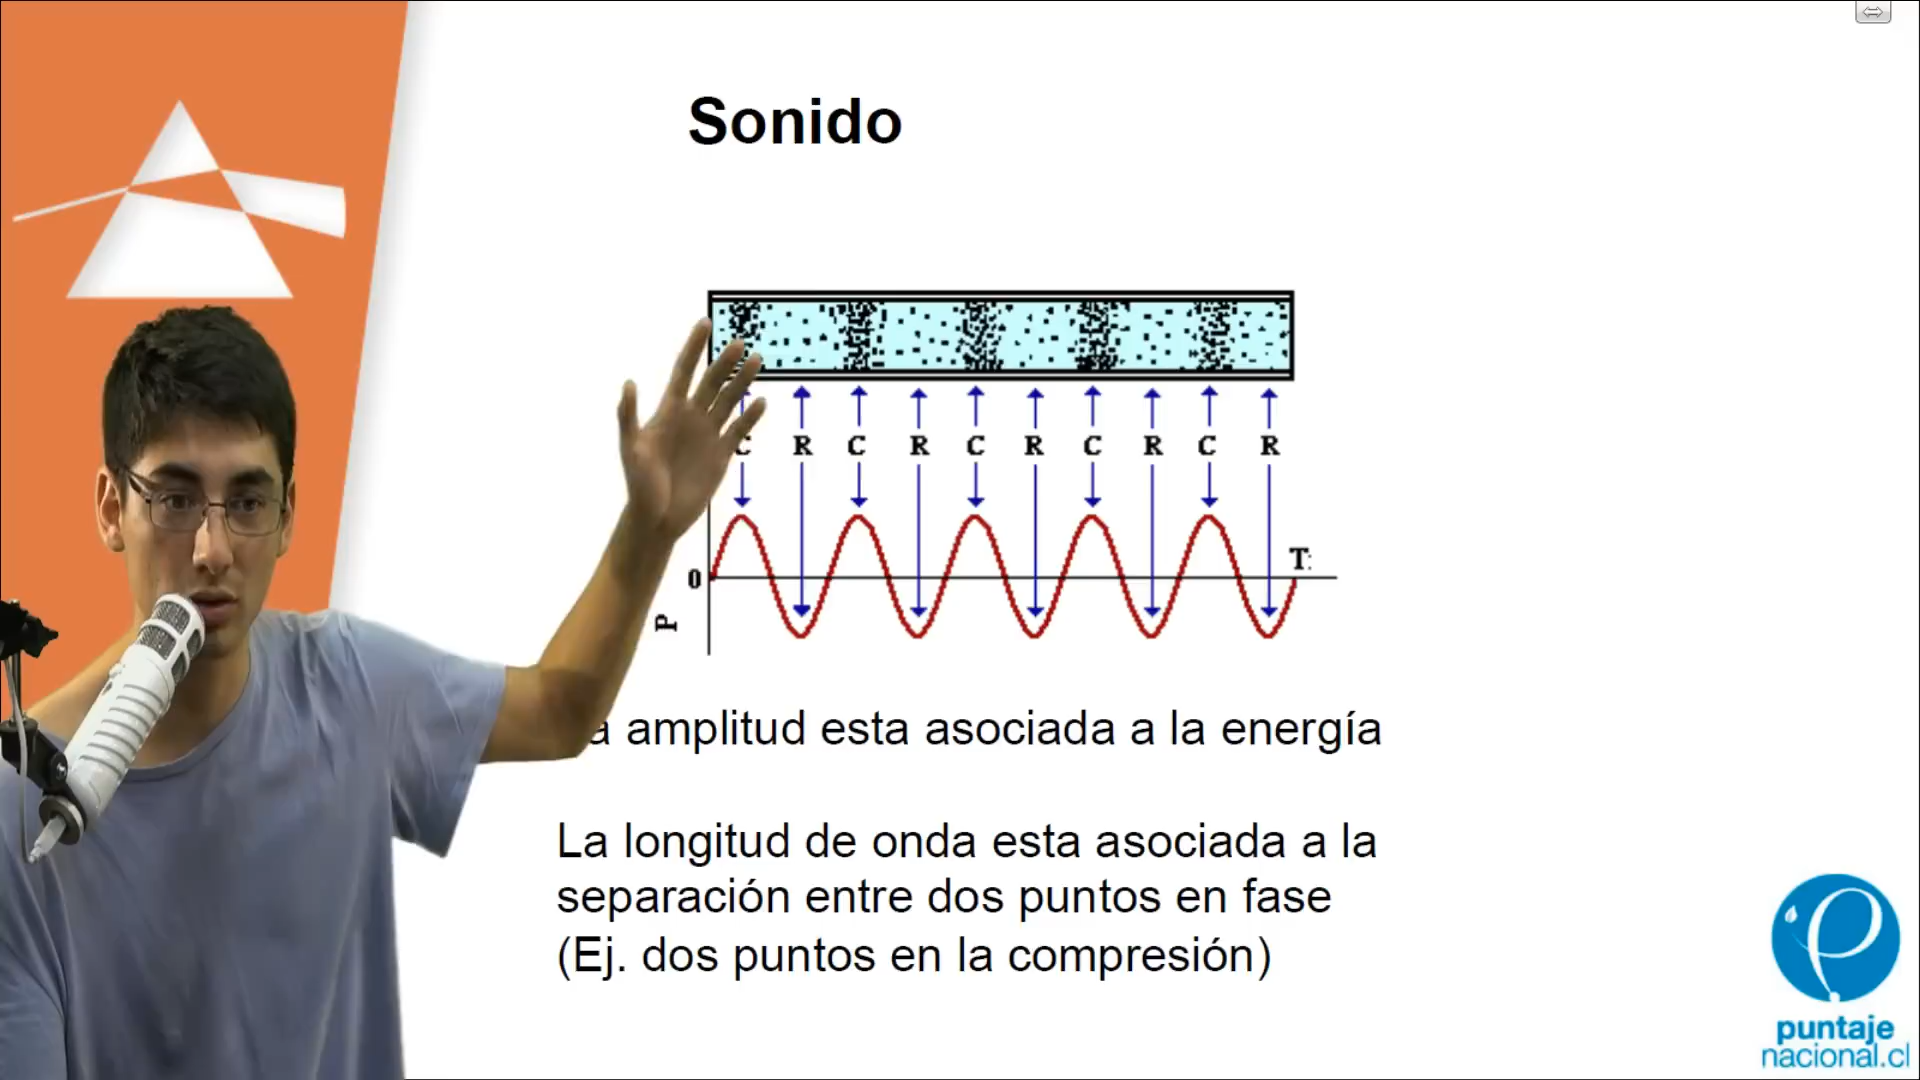 Sonido
C R C R C R C R C R
T:
0
P
a amplitud esta asociada a la energía
La longitud de onda esta asociada a la
separación entre dos puntos en fase
(Ej. dos puntos en la compresión)
puntaje
nacional.cl